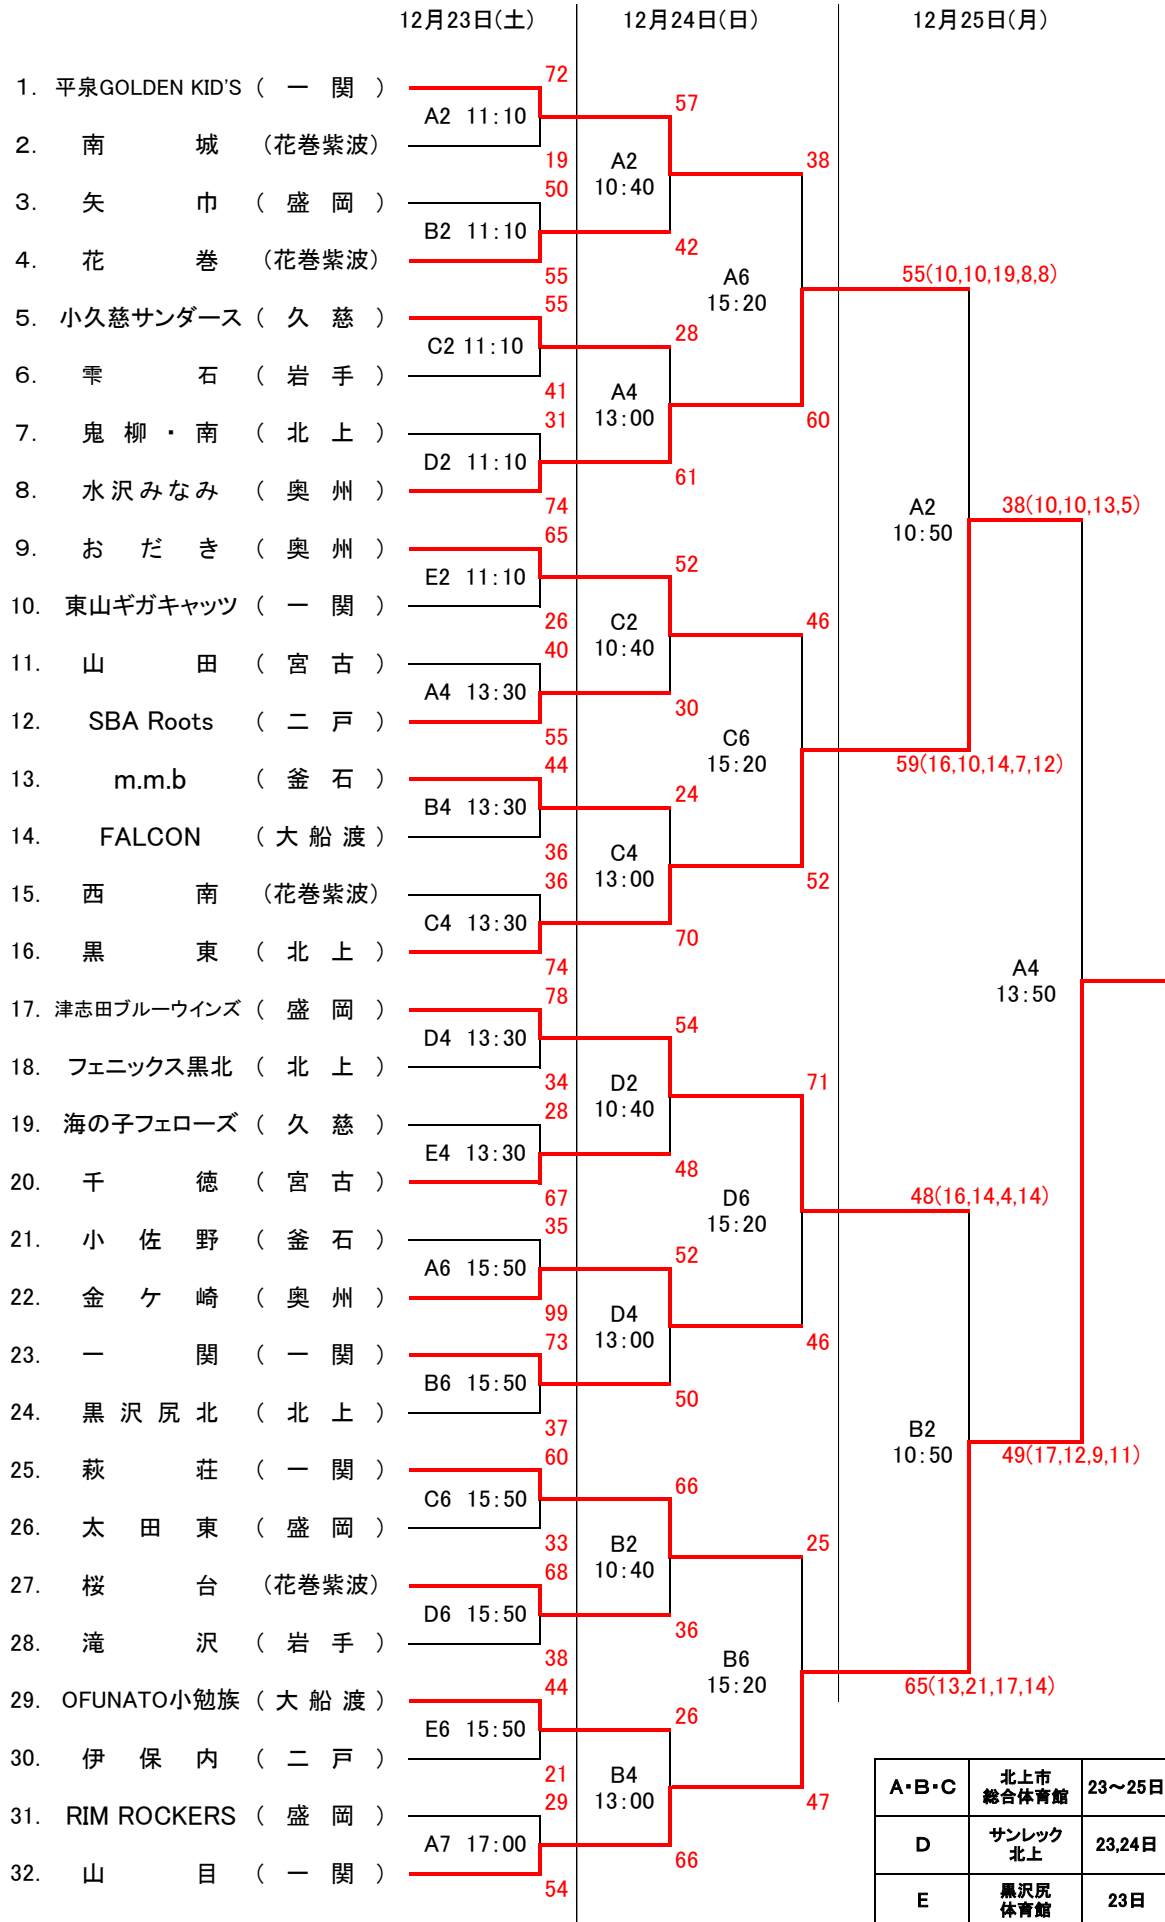 12月23日(土) 12月24日(日) 12月25日(月)
72
1. 平泉GOLDEN KID'S ( 一 関 )
57
A2 11:10
2. 南 城 (花巻紫波)
19 A2 38
50 10:40
3. 矢 巾 ( 盛 岡 )
B2 11:10
42
4. 花 巻 (花巻紫波)
55 A6 55(10,10,19,8,8)
55 15:20
5. 小久慈サンダース ( 久 慈 )
28
C2 11:10
6. 雫 石 ( 岩 手 )
41 A4
31 13:00 60
7. 鬼 柳 ・ 南 ( 北 上 )
D2 11:10
61
8. 水沢みなみ ( 奥 州 )
74 A2 38(10,10,13,5)
65 10:50
9. お だ き ( 奥 州 )
52
E2 11:10
10. 東山ギガキャッツ ( 一 関 )
26 C2 46
40 10:40
11. 山 田 ( 宮 古 )
A4 13:30
30
12. SBA Roots ( 二 戸 )
55 C6
44 15:20 59(16,10,14,7,12)
13. m.m.b ( 釜 石 )
24
B4 13:30
14. FALCON ( 大 船 渡 )
36 C4
36 13:00 52
15. 西 南 (花巻紫波)
C4 13:30
70
16. 黒 東 ( 北 上 )
74 A4
78 13:50
17. 津志田ブルーウインズ ( 盛 岡 )
54
D4 13:30
18. フェニックス黒北 ( 北 上 )
34 D2 71
28 10:40
19. 海の子フェローズ ( 久 慈 )
E4 13:30
48
20. 千 徳 ( 宮 古 )
67 D6 48(16,14,4,14)
35 15:20
21. 小 佐 野 ( 釜 石 )
52
A6 15:50
22. 金 ケ 崎 ( 奥 州 )
99 D4
73 13:00 46
23. 一 関 ( 一 関 )
B6 15:50
50
24. 黒 沢 尻 北 ( 北 上 )
37 B2
60 10:50 49(17,12,9,11)
25. 萩 荘 ( 一 関 )
66
C6 15:50
26. 太 田 東 ( 盛 岡 )
33 B2 25
68 10:40
27. 桜 台 (花巻紫波)
D6 15:50
36
28. 滝 沢 ( 岩 手 )
38 B6
44 15:20 65(13,21,17,14)
29. OFUNATO小勉族 ( 大 船 渡 )
26
E6 15:50
30. 伊 保 内 ( 二 戸 )
21 B4
29 13:00 47
31. RIM ROCKERS ( 盛 岡 )
A7 17:00
66
32. 山 目 ( 一 関 )
54
A・B・C 北上市 23～25日
総合体育館
D サンレック 23,24日
北上
E 黒沢尻 23日
体育館